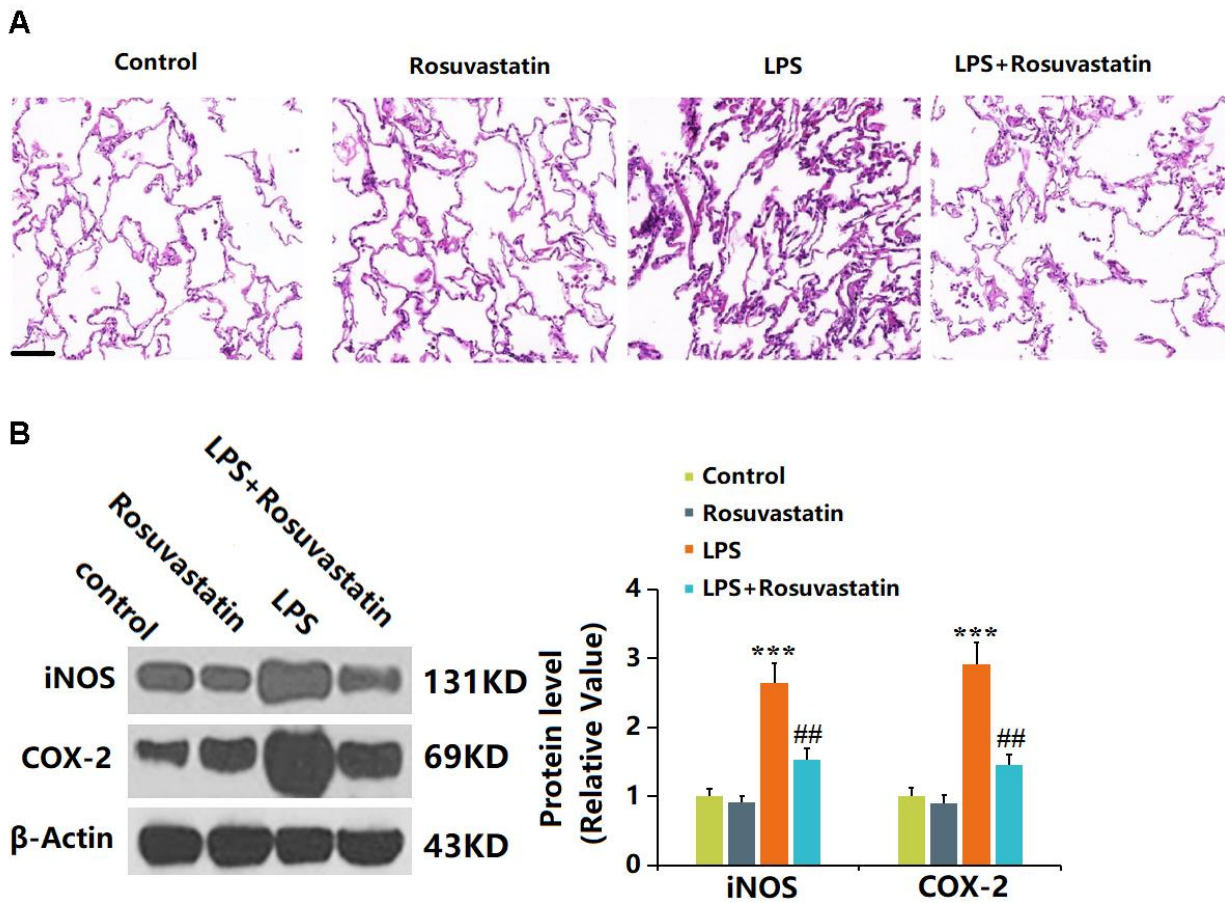 A
Control
Rosuvastatin
LPS
LPS+Rosuvastatin
B
control
Rosuvastatin
LPS
LPS+Rosuvastatin
iNOS
131KD
COX-2
69KD
β-Actin
43KD
Control
Rosuvastatin
LPS
LPS+Rosuvastatin
Protein level
(Relative Value)
4
3
2
1
0
***
##
***
##
iNOS
COX-2